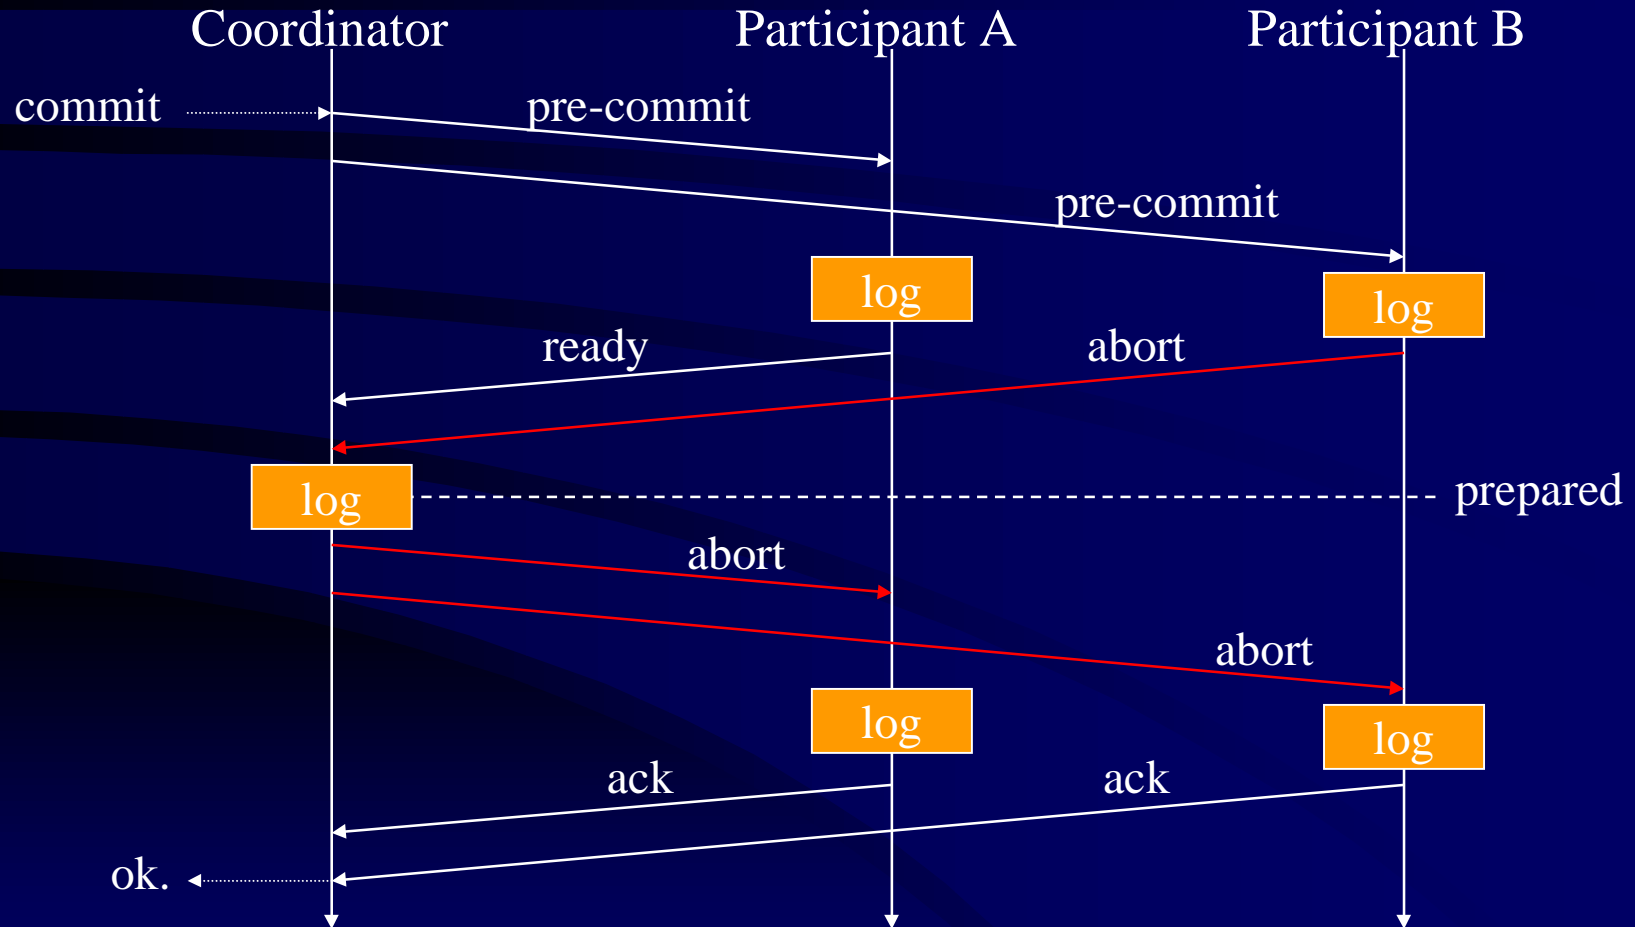 Coordinator
Participant A
Participant B
commit
pre-commit
pre-commit
log
log
ready
abort
log
prepared
abort
abort
log
log
ack
ack
ok.